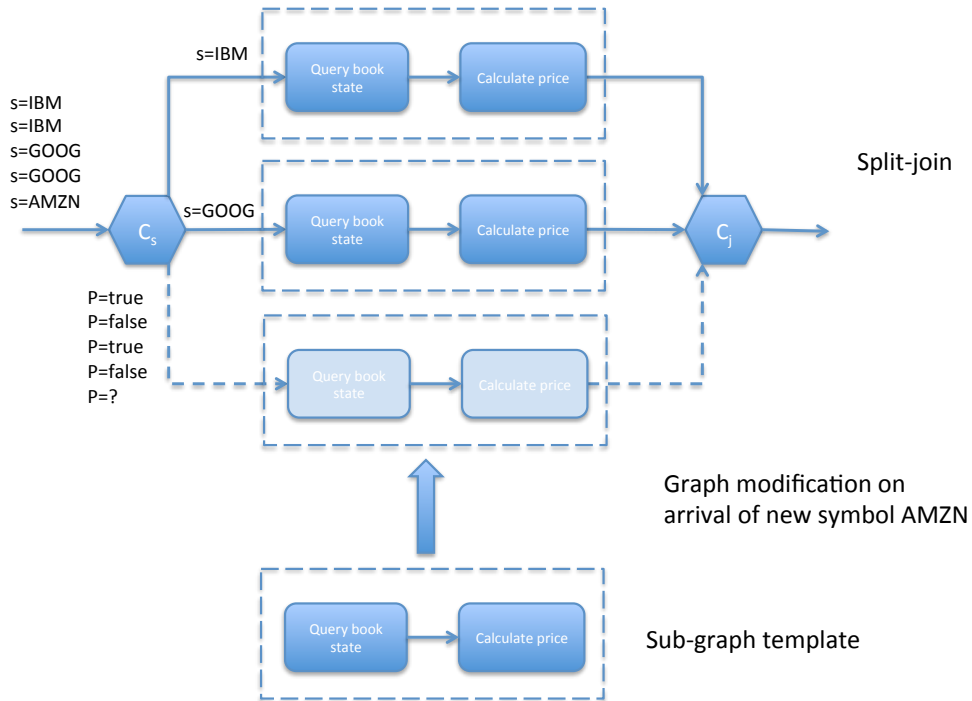 s=IBM
Query book
state
Calculate price
s=IBM
s=IBM
s=GOOG
s=GOOG
s=AMZN
Split-join
s=GOOG
Cs
Query book
state
Calculate price
Cj
P=true
P=false
P=true
P=false
P=?
Query book
state
Calculate price
Graph modification on
arrival of new symbol AMZN
Query book
state
Calculate price
Sub-graph template